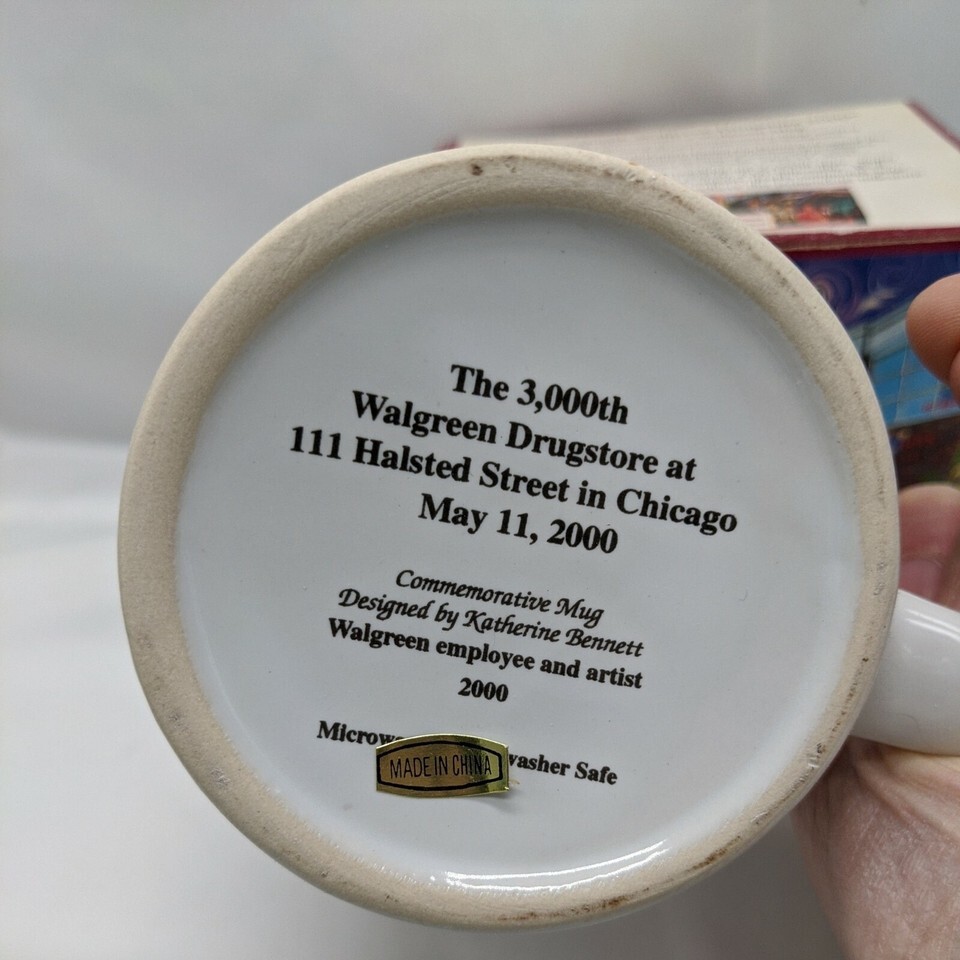 The 3,000th
Walgreen Drugstore at
111 Halsted Street in Chicago
May 11, 2000
Commemorative Mug
Designed by Katherine Bennett
Walgreen employee and artist
2000
Safe
MADE IN CHINA